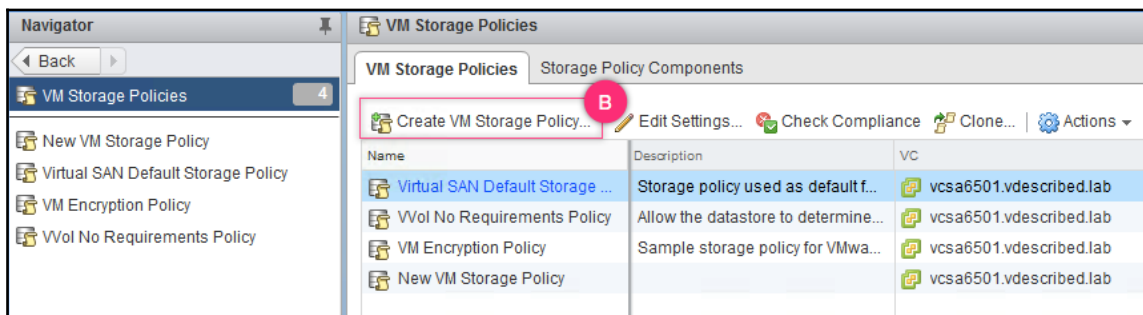 Navigator
Back
VM Storage Policies 4
New VM Storage Policy
Virtual SAN Default Storage Policy
VM Encryption Policy
VVol No Requirements Policy
VM Storage Policies
VM Storage Policies Storage Policy Components
B
Create VM Storage Policy... Edit Settings... Check Compliance Clone... Actions
Name Description VC
Virtual SAN Default Storage ... Storage policy used as default f... vcsa6501.vdescribed.lab
VVol No Requirements Policy Allow the datastore to determine... vcsa6501.vdescribed.lab
VM Encryption Policy Sample storage policy for VMwa... vcsa6501.vdescribed.lab
New VM Storage Policy vcsa6501.vdescribed.lab